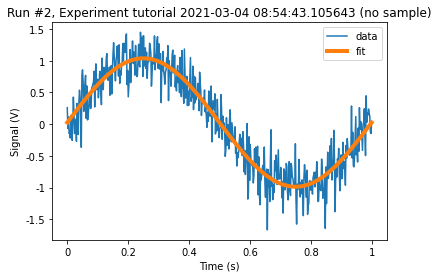 Run #2, Experiment tutorial 2021-03-04 08:54:43.105643 (no sample)
data
fit
Signal (V)
1.5
1
0.5
0
-0.5
-1
-1.5
0
0.2
0.4
0.6
0.8
1
Time (s)